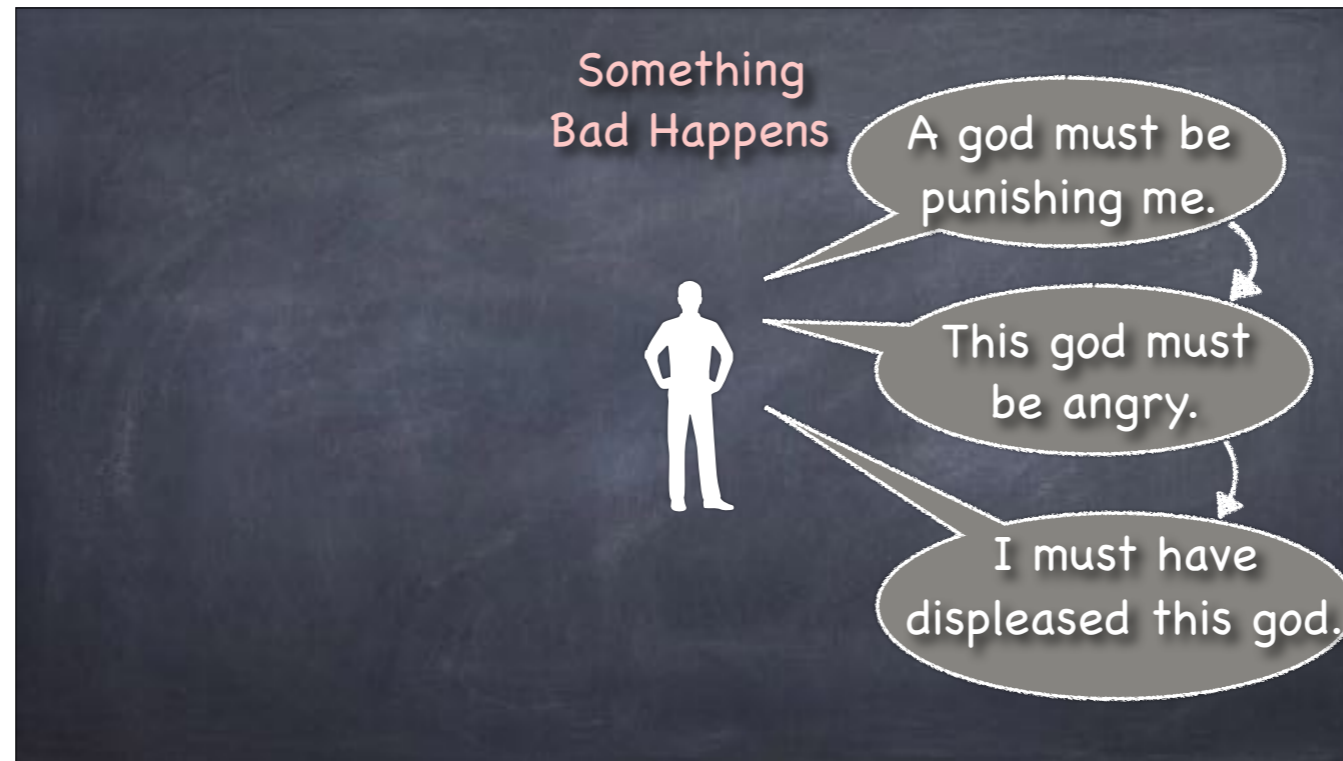 Something
Bad Happens
A god must be
punishing me.
This god must
be angry.
I must have
displeased this god.